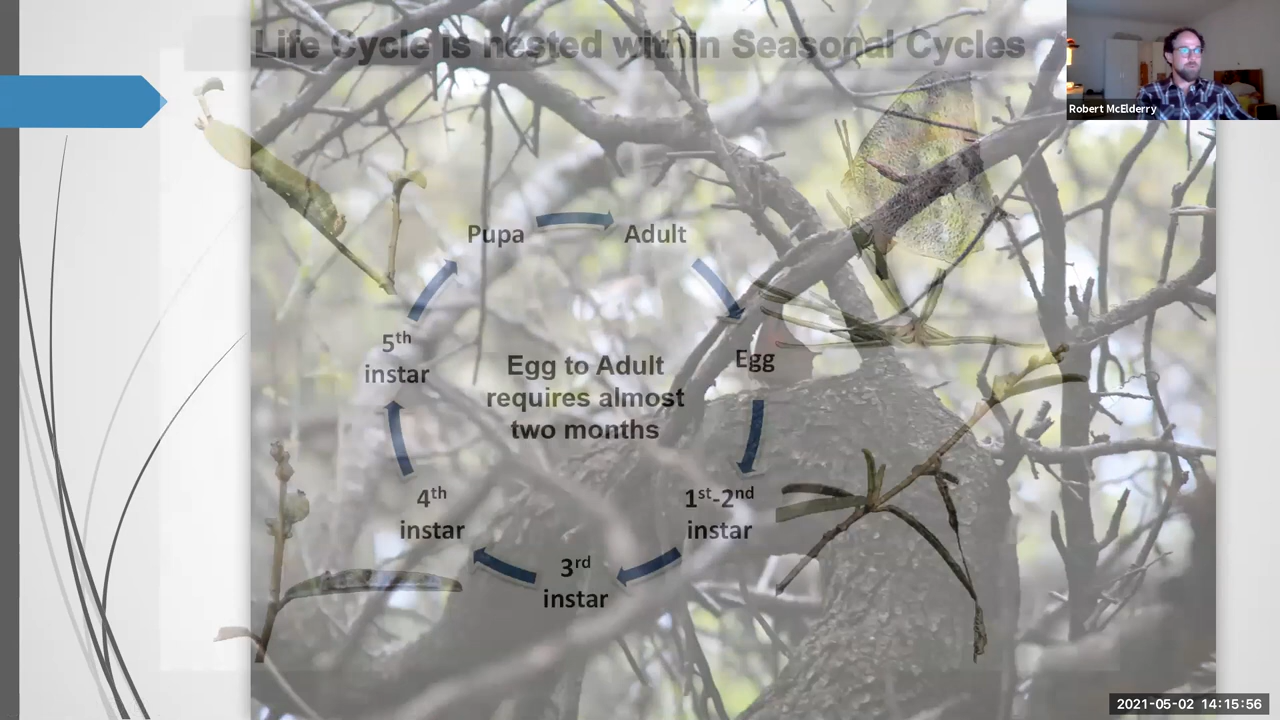 Life Cycle is nested within Seasonal Cycles
Robert McElderry
Pupa
Adult
5th
instar
Egg to Adult
requires almost
two months
Egg
4th
instar
1st-2nd
instar
3rd
instar
2021-05-02 14:15:56